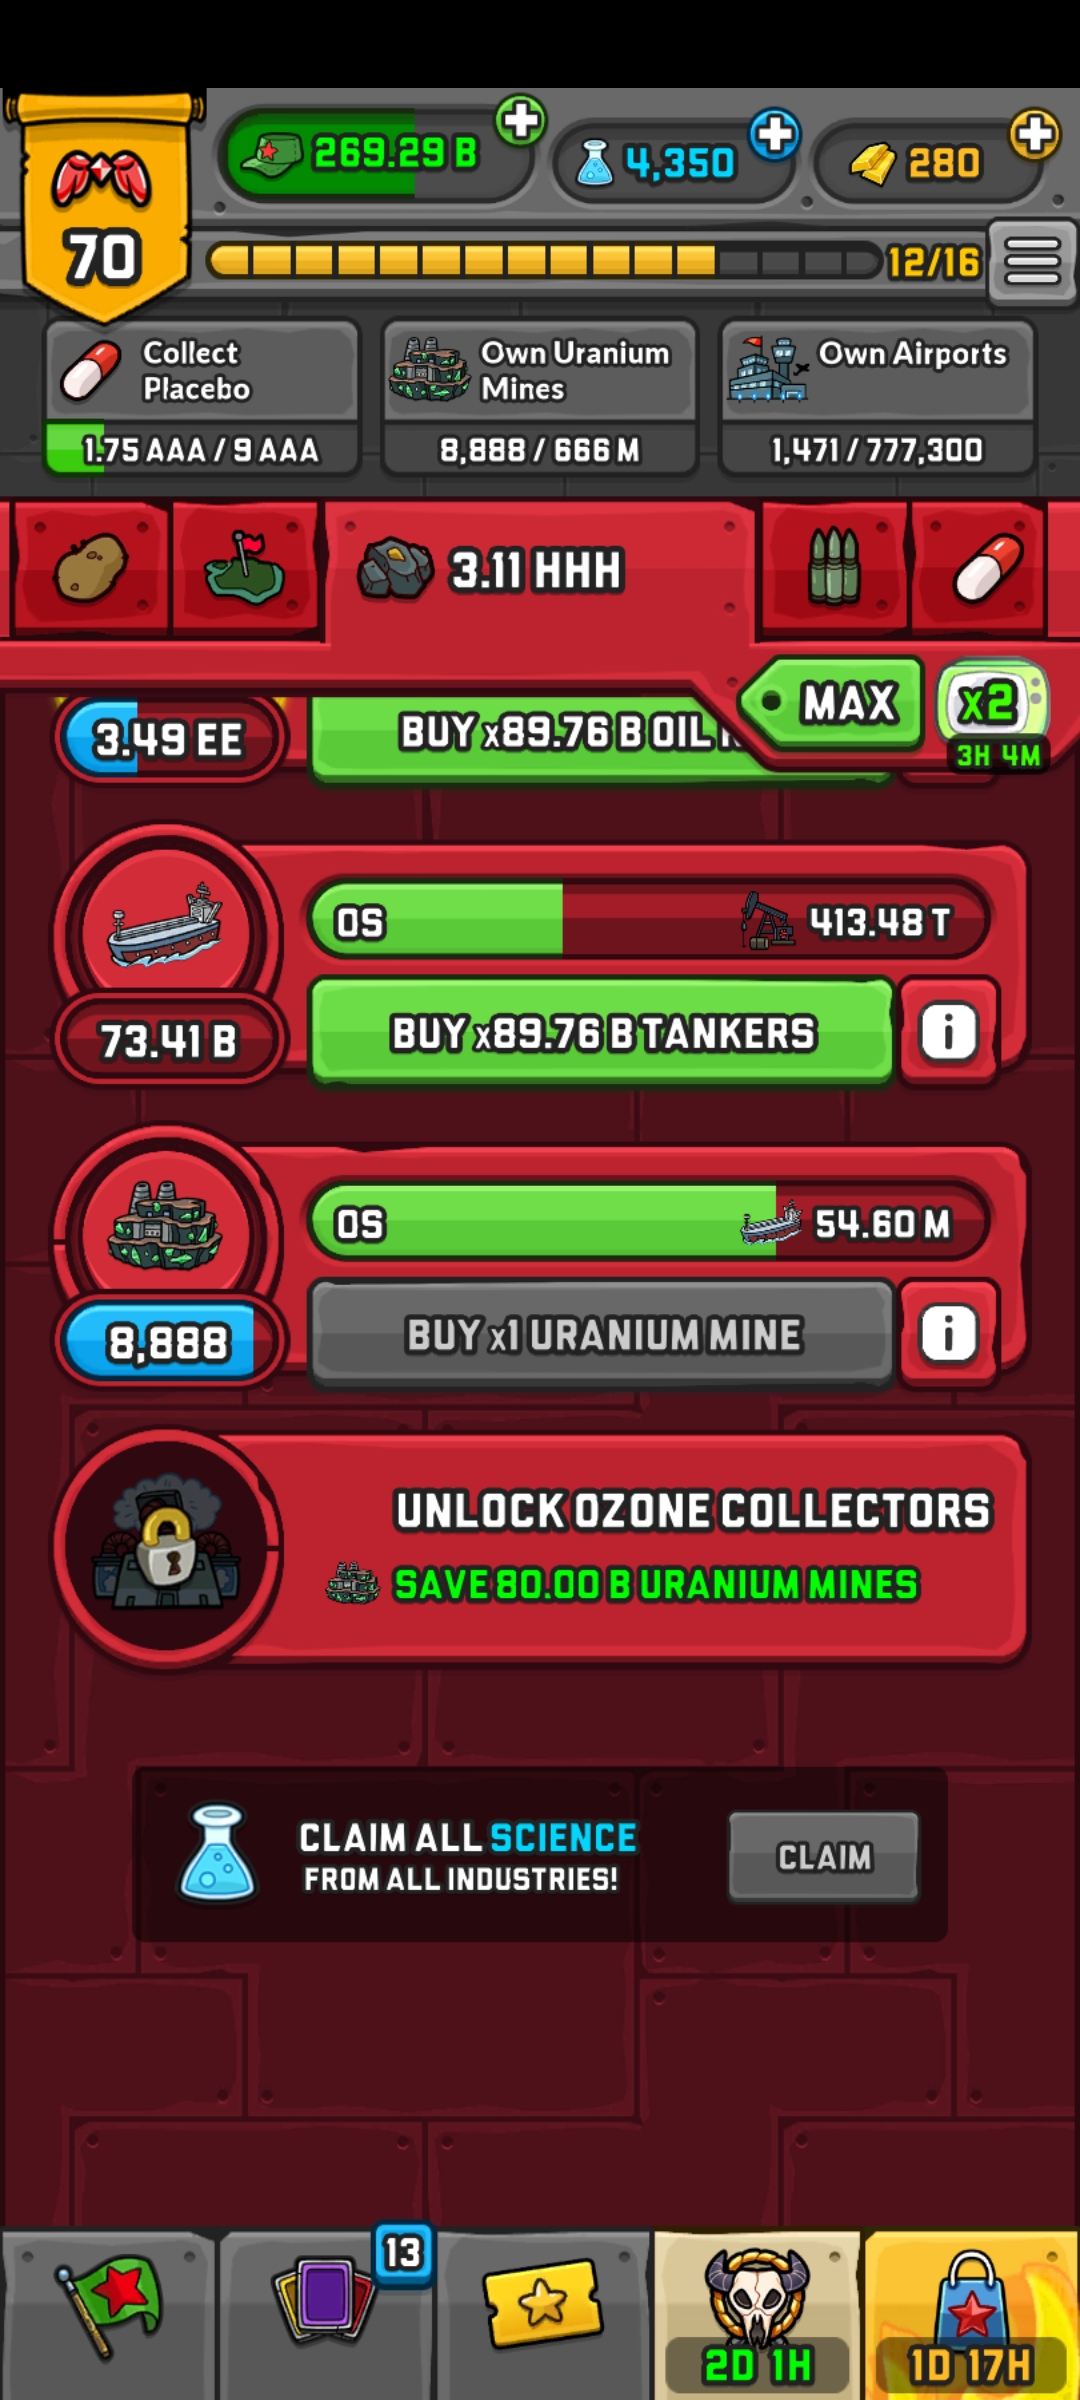 269.29 B
4,350
280
70
12/16
Collect
Placebo
1.75 AAA / 9 AAA
Own Uranium
Mines
8,888 / 666 M
Own Airports
1,471 / 777,300
3.11 HHH
MAX
x2
3H 4M
3.49 EE
BUY x89.76 B OIL
0S
413.48 T
73.41 B
BUY x89.76 B TANKERS
i
0S
54.60 M
8,888
BUY x1 URANIUM MINE
i
UNLOCK OZONE COLLECTORS
SAVE 80.00 B URANIUM MINES
CLAIM ALL SCIENCE
FROM ALL INDUSTRIES!
CLAIM
13
2D 1H
1D 17H